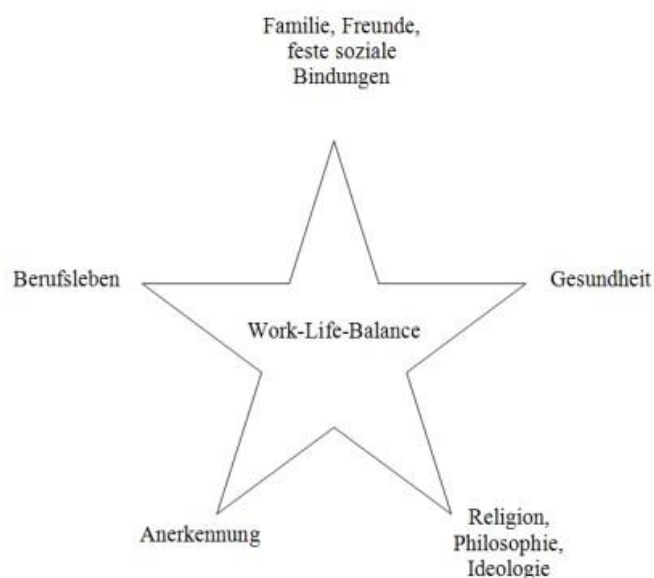 Familie, Freunde,
feste soziale
Bindungen
Berufsleben
Gesundheit
Work-Life-Balance
Anerkennung
Religion,
Philosophie,
Ideologie